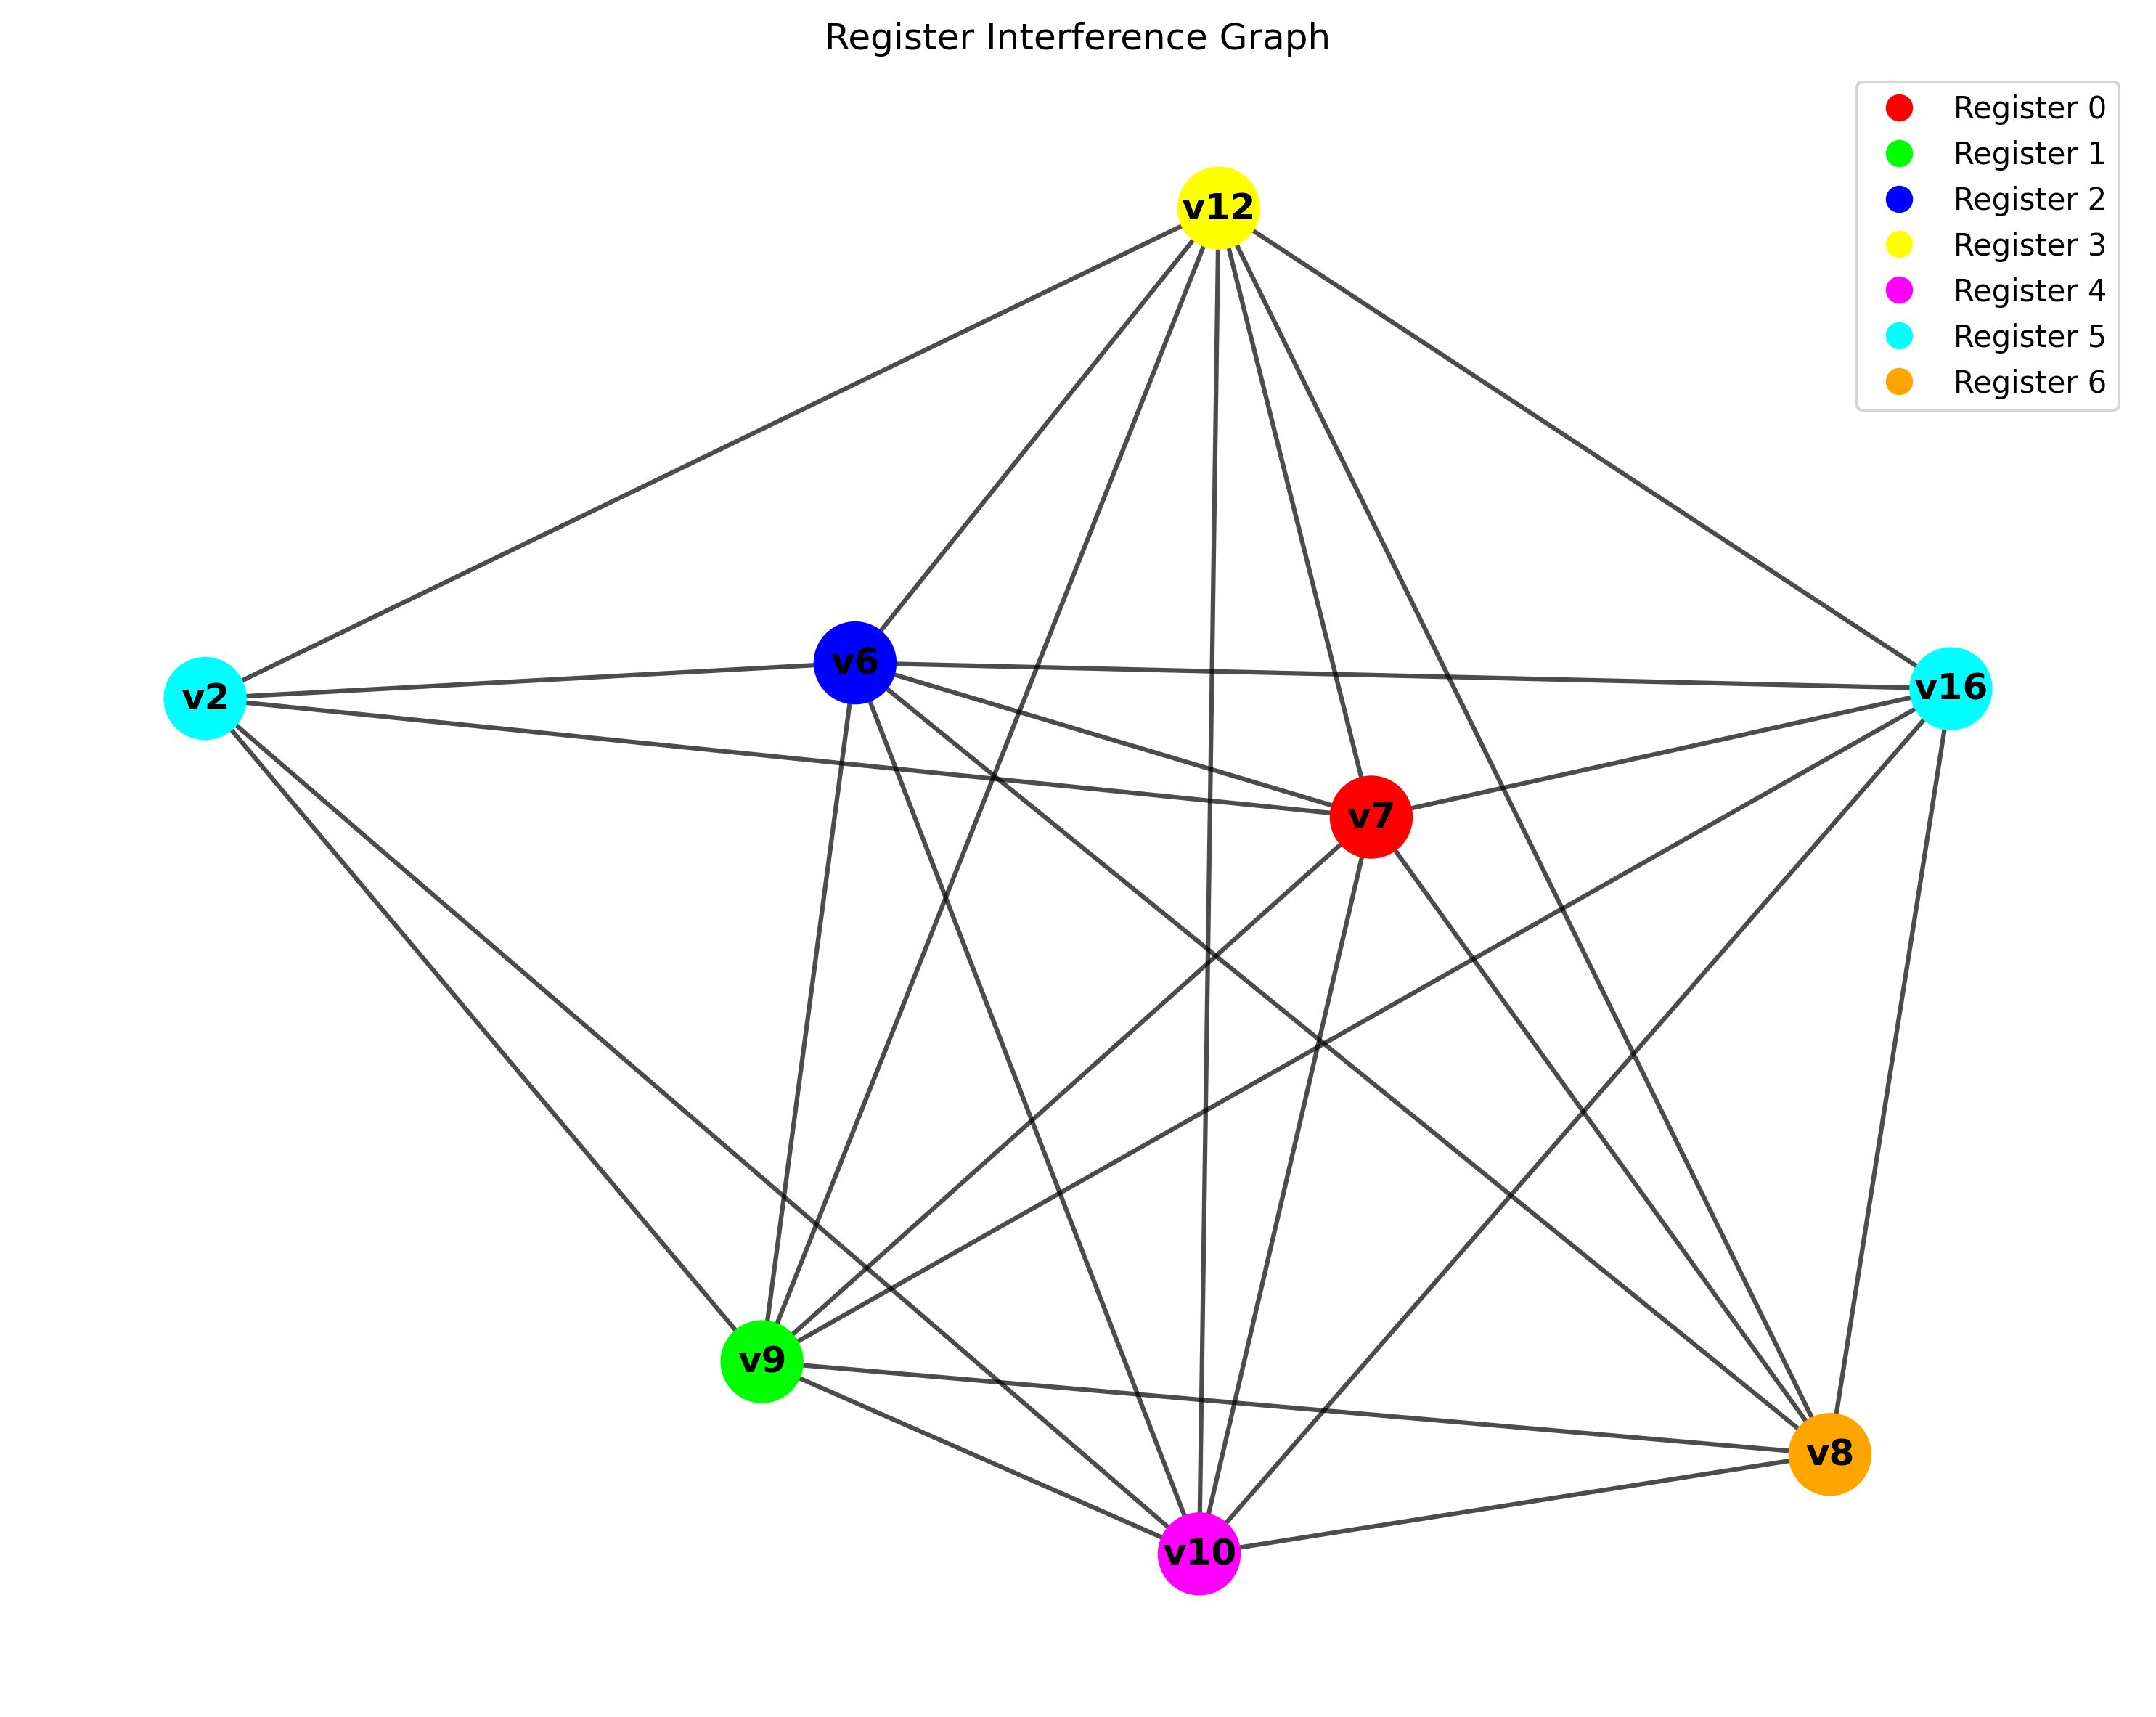 Register Interference Graph
Register 0
Register 1
Register 2
Register 3
Register 4
Register 5
Register 6
v12
v6
v2
v16
v7
v9
v8
v10